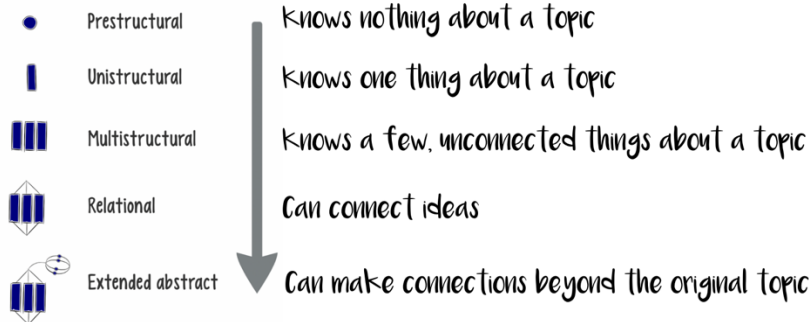 Prestructural Knows nothing about a topic
Unistructural Knows one thing about a topic
Multistructural Knows a few, unconnected things about a topic
Relational Can connect ideas
Extended abstract Can make connections beyond the original topic